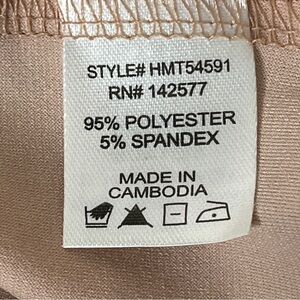 STYLE# HMT54591
RN# 142577
95% POLYESTER
5% SPANDEX
MADE IN
CAMBODIA